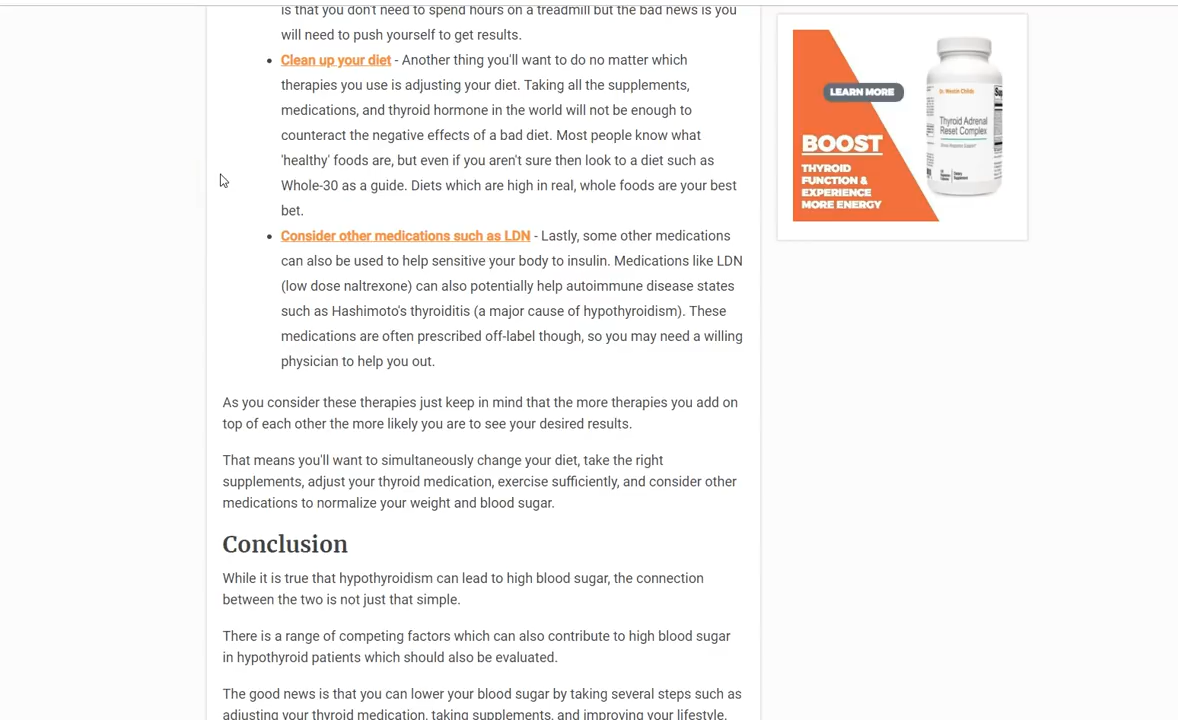 is that you don't need to spend hours on a treadmill but the bad news is you
will need to push yourself to get results.
Clean up your diet - Another thing you'll want to do no matter which
therapies you use is adjusting your diet. Taking all the supplements,
medications, and thyroid hormone in the world will not be enough to
counteract the negative effects of a bad diet. Most people know what
'healthy' foods are, but even if you aren't sure then look to a diet such as
Whole-30 as a guide. Diets which are high in real, whole foods are your best
bet.
Consider other medications such as LDN - Lastly, some other medications
can also be used to help sensitive your body to insulin. Medications like LDN
(low dose naltrexone) can also potentially help autoimmune disease states
such as Hashimoto's thyroiditis (a major cause of hypothyroidism). These
medications are often prescribed off-label though, so you may need a willing
physician to help you out.
As you consider these therapies just keep in mind that the more therapies you add on
top of each other the more likely you are to see your desired results.
That means you'll want to simultaneously change your diet, take the right
supplements, adjust your thyroid medication, exercise sufficiently, and consider other
medications to normalize your weight and blood sugar.
Conclusion
While it is true that hypothyroidism can lead to high blood sugar, the connection
between the two is not just that simple.
There is a range of competing factors which can also contribute to high blood sugar
in hypothyroid patients which should also be evaluated.
The good news is that you can lower your blood sugar by taking several steps such as
adjusting your thyroid medication, taking supplements, and improving your lifestyle.
LEARN MORE
BOOST
THYROID
FUNCTION &
EXPERIENCE
MORE ENERGY
Dr. Westin Childs
Thyroid Adrenal
Reset Complex